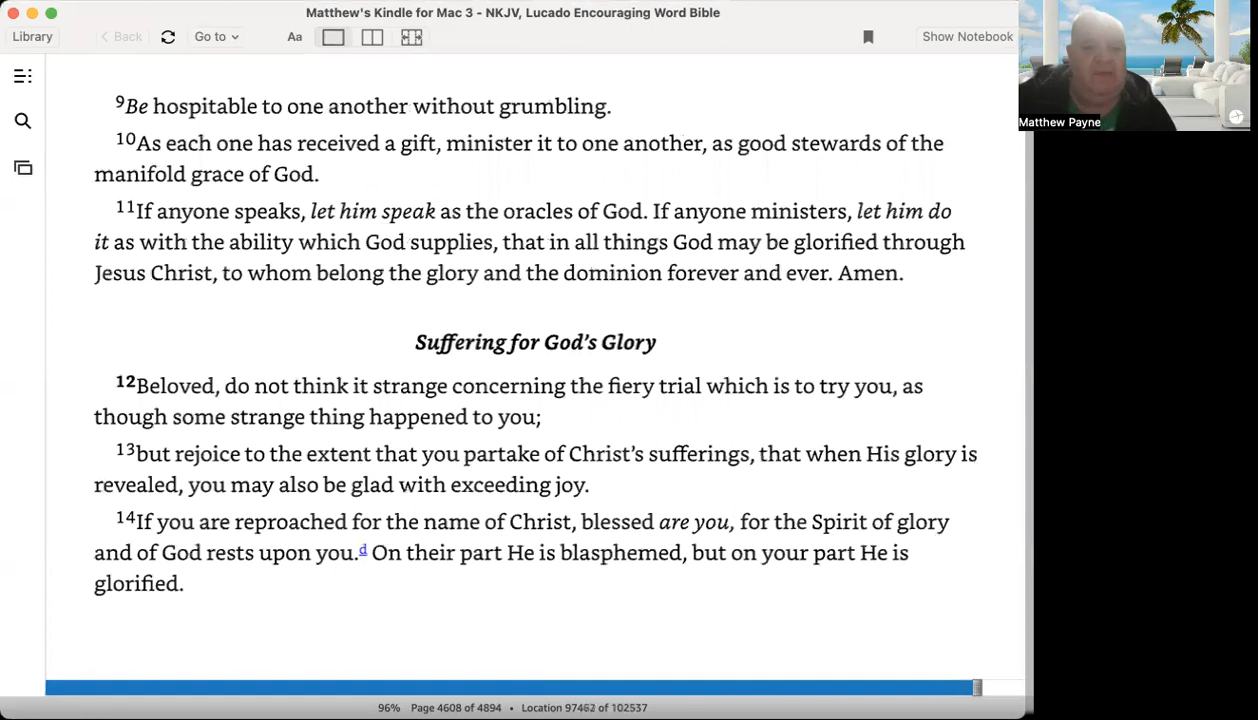 Matthew's Kindle for Mac 3 - NKJV, Lucado Encouraging Word Bible
Library
Back
Go to
Aa
Show Notebook
Matthew Payne
9Be hospitable to one another without grumbling.
10As each one has received a gift, minister it to one another, as good stewards of the
manifold grace of God.
11If anyone speaks, let him speak as the oracles of God. If anyone ministers, let him do
it as with the ability which God supplies, that in all things God may be glorified through
Jesus Christ, to whom belong the glory and the dominion forever and ever. Amen.
Suffering for God's Glory
12Beloved, do not think it strange concerning the fiery trial which is to try you, as
though some strange thing happened to you;
13but rejoice to the extent that you partake of Christ's sufferings, that when His glory is
revealed, you may also be glad with exceeding joy.
14If you are reproached for the name of Christ, blessed are you, for the Spirit of glory
and of God rests upon you.d On their part He is blasphemed, but on your part He is
glorified.
96% Page 4608 of 4894 • Location 97462 of 102537